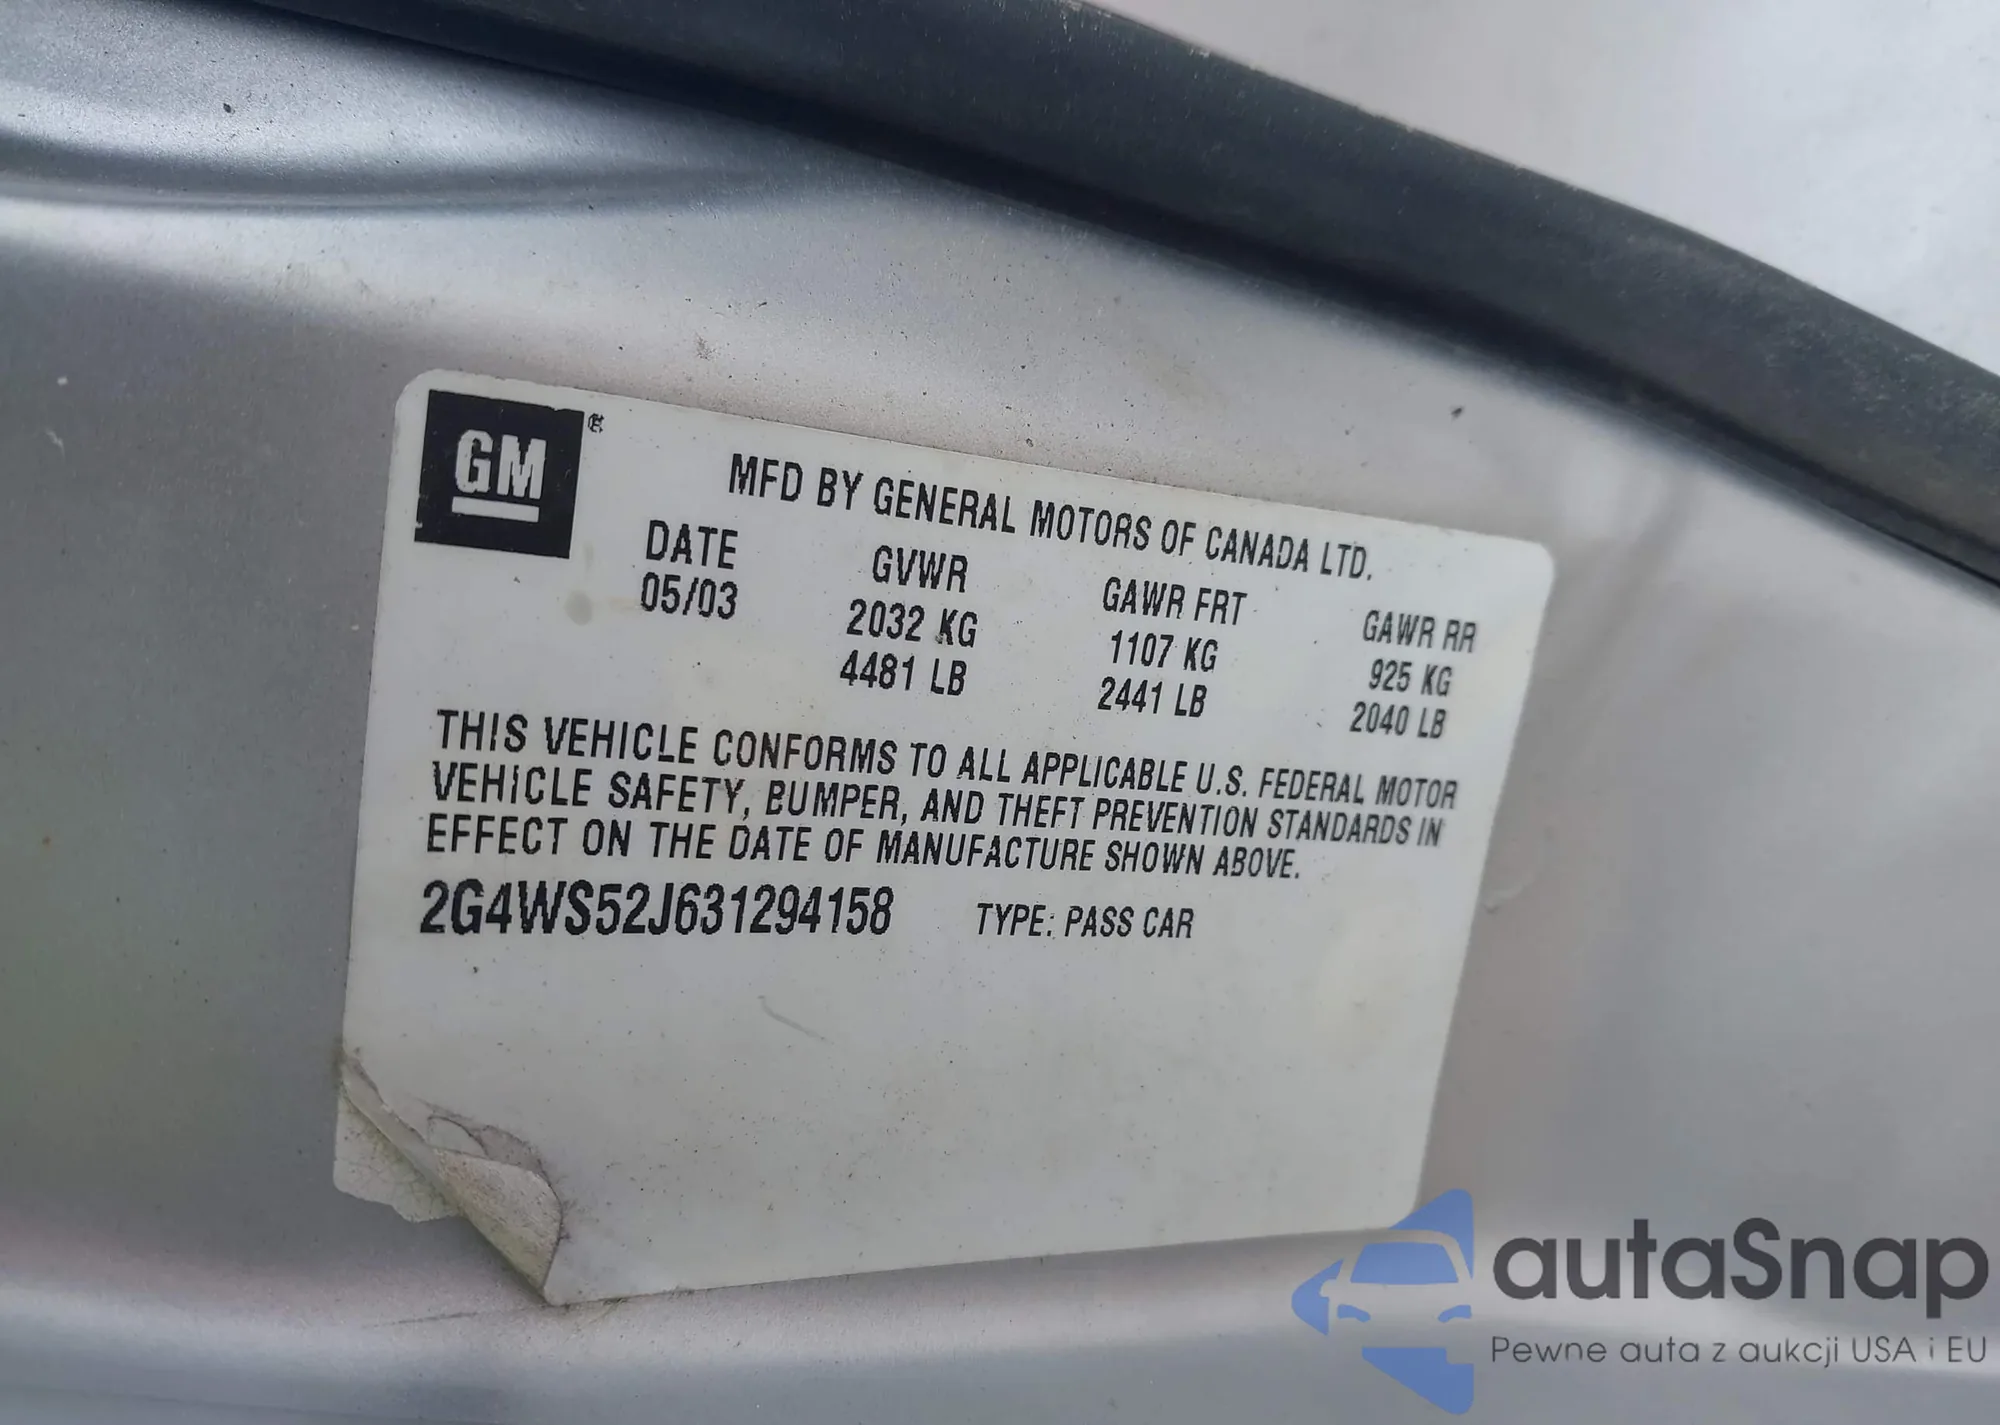 GM
MFD BY GENERAL MOTORS OF CANADA LTD.
DATE GVWR GAWR FRT GAWR RR
05/03 2032 KG 1107 KG 925 KG
4481 LB 2441 LB 2040 LB
THIS VEHICLE CONFORMS TO ALL APPLICABLE U.S. FEDERAL MOTOR
VEHICLE SAFETY, BUMPER, AND THEFT PREVENTION STANDARDS IN
EFFECT ON THE DATE OF MANUFACTURE SHOWN ABOVE.
2G4WS52J631294158 TYPE: PASS CAR
autaSnap
Pewne auta z aukcji USA i EU